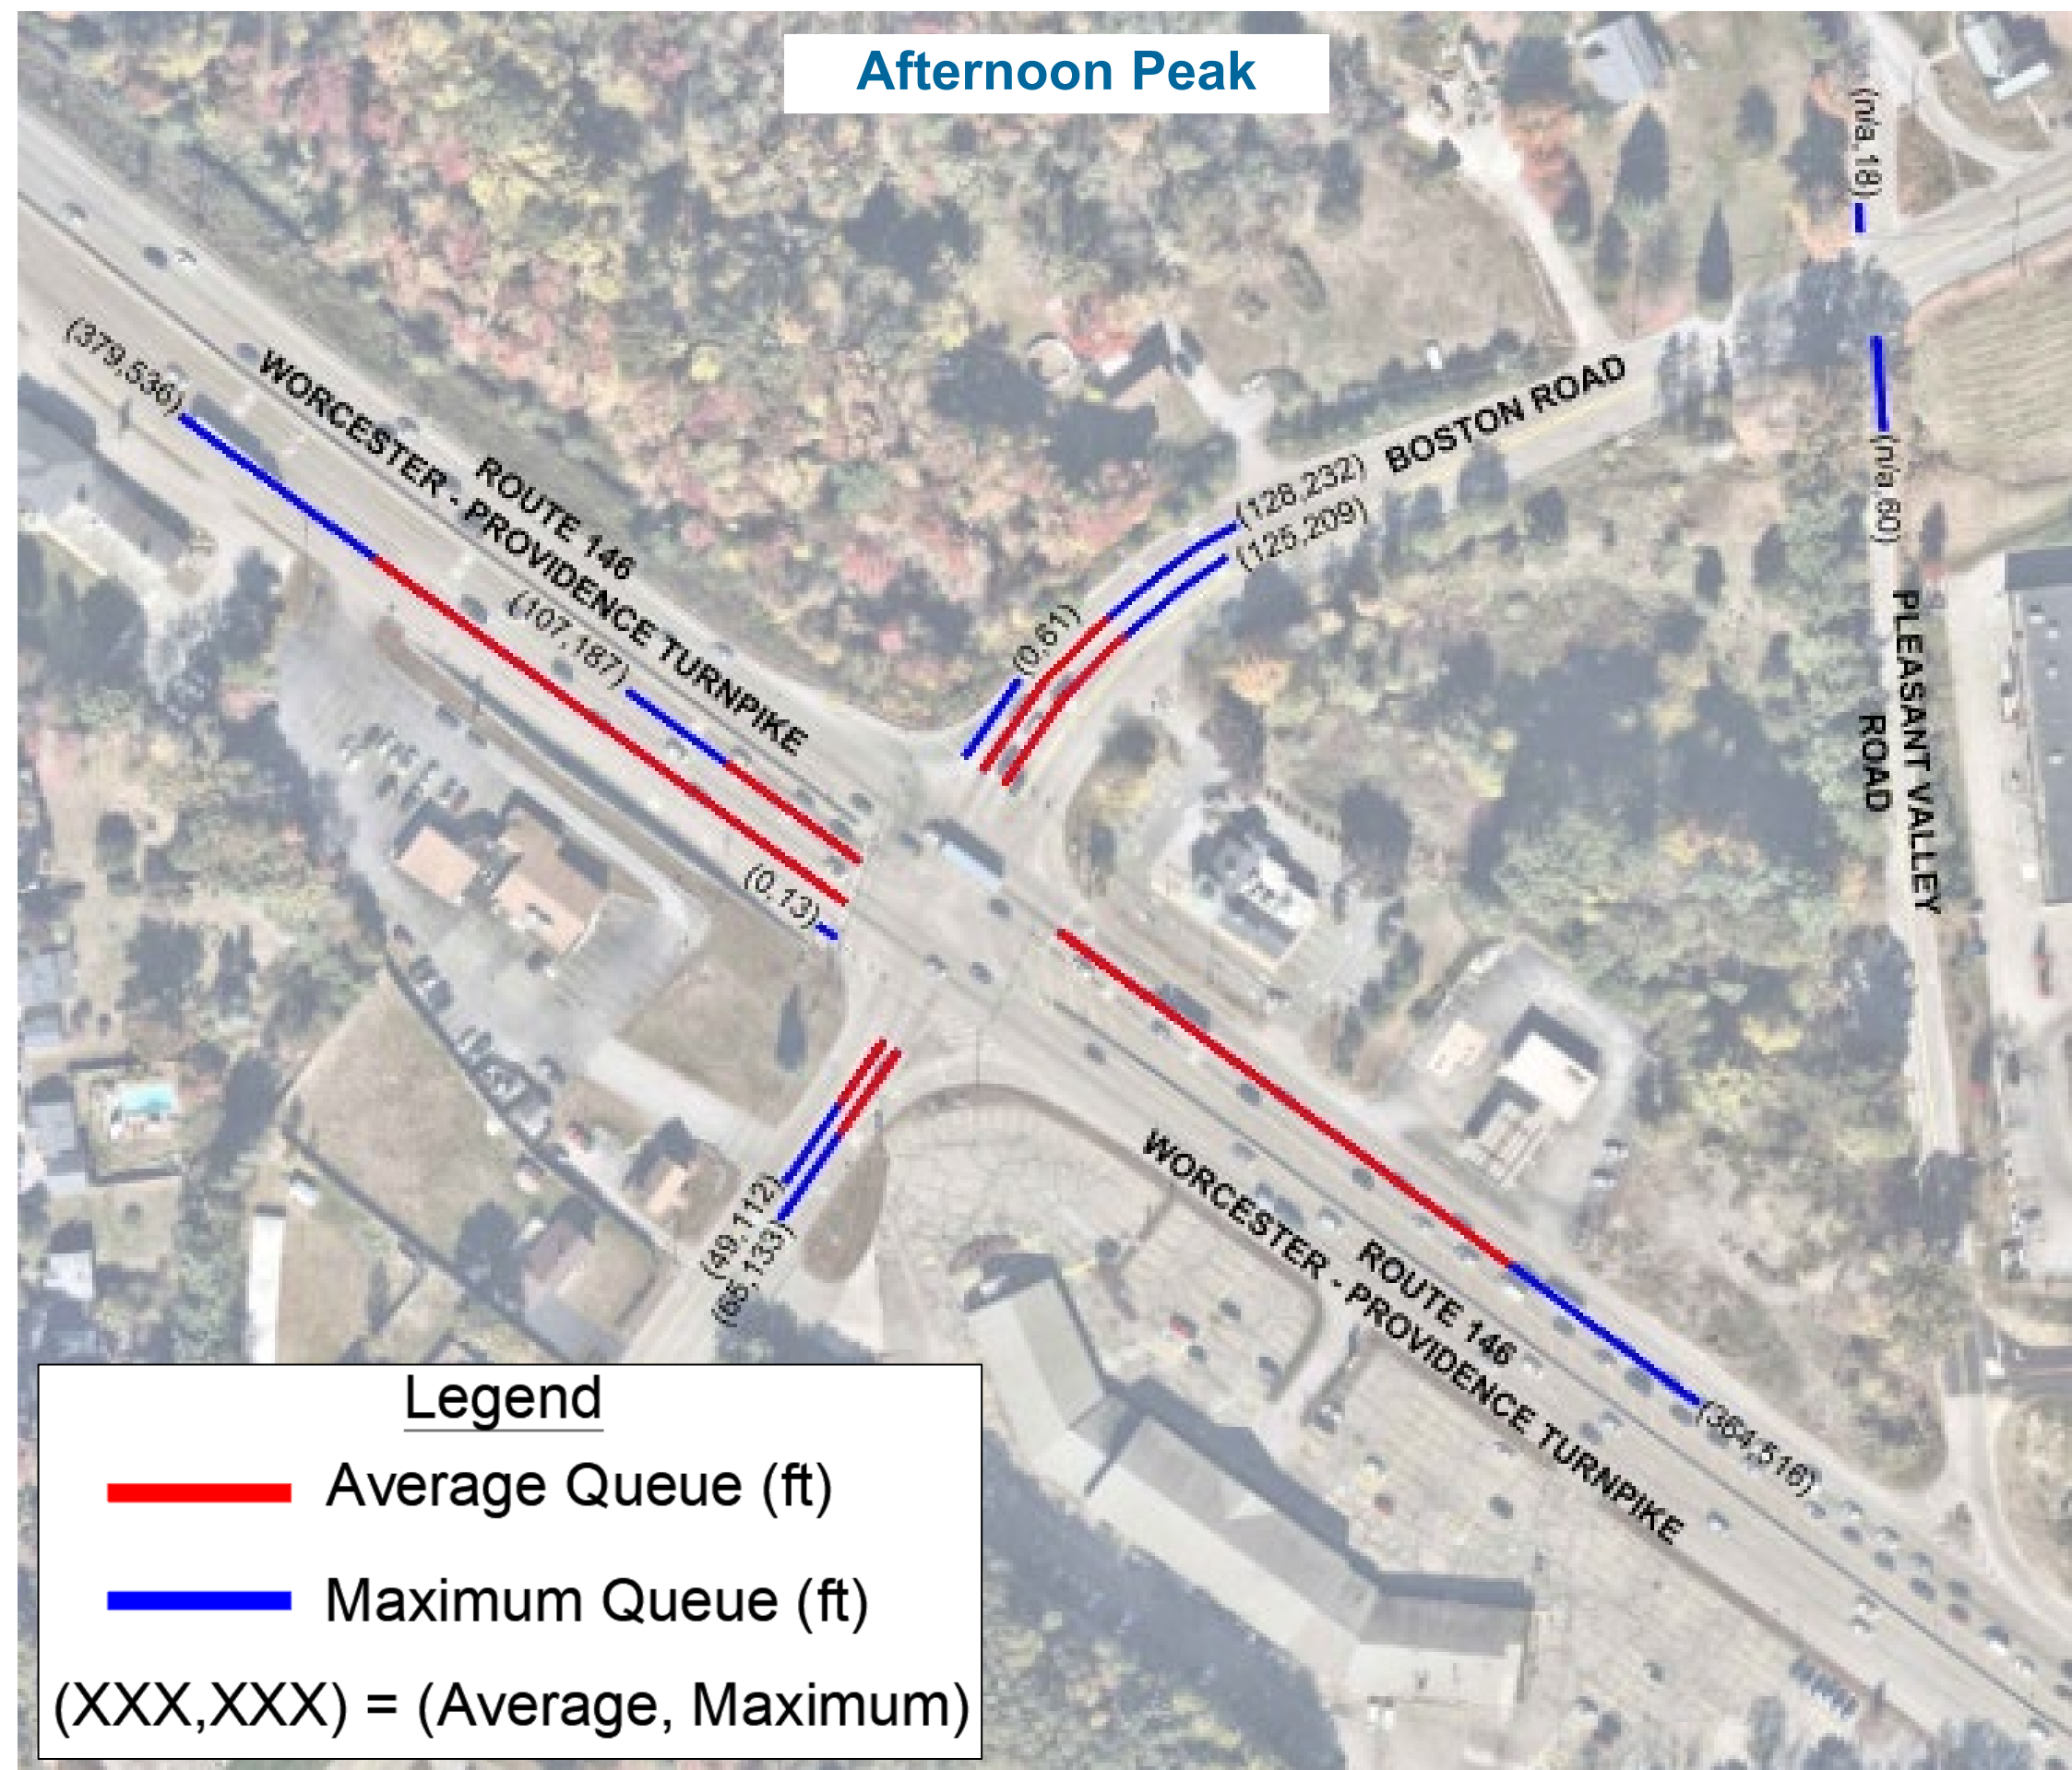 Afternoon Peak
(n/a,18)
(379,536)
WORCESTER - PROVIDENCE TURNPIKE
ROUTE 146
(107,187)
(0,61)
(128,232)
(125,209)
BOSTON ROAD
(n/a,60)
PLEASANT VALLEY
ROAD
(0,13)
(49,112)
(65,133)
ROUTE 146
WORCESTER - PROVIDENCE TURNPIKE
(364,516)
Legend
Average Queue (ft)
Maximum Queue (ft)
(XXX,XXX) = (Average, Maximum)